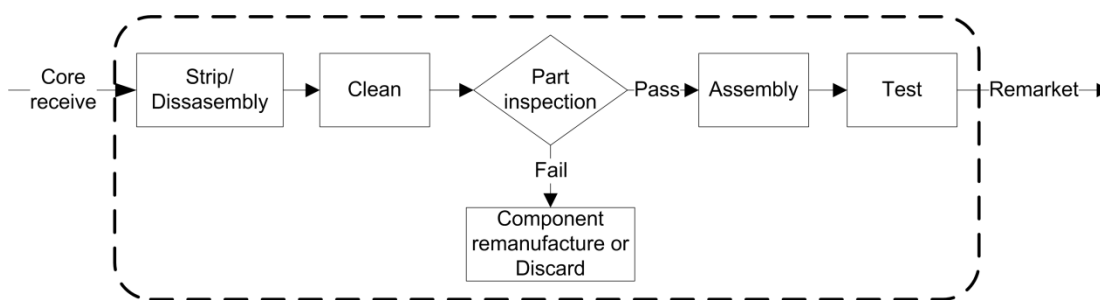 Core
receive
Strip/
Dissasembly
Clean
Part
inspection
Pass
Assembly
Test
Remarket
Fail
Component
remanufacture or
Discard